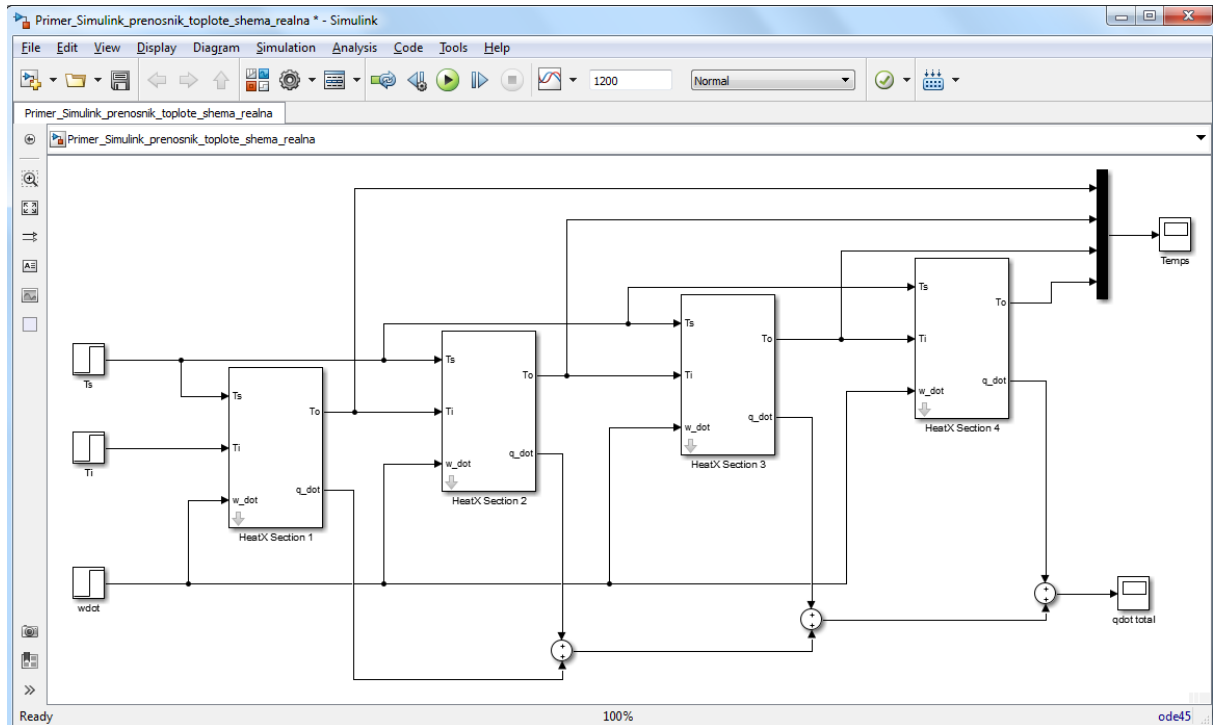 Primer_Simulink_prenosnik_toplote_shema_realna * - Simulink
File Edit View Display Diagram Simulation Analysis Code Tools Help
1200 Normal
Primer_Simulink_prenosnik_toplote_shema_realna
Primer_Simulink_prenosnik_toplote_shema_realna
Temps
Ts
Ti
w_dot
To
q_dot
HeatX Section 4
Ts
Ti
w_dot
To
q_dot
HeatX Section 3
Ts
Ti
w_dot
To
q_dot
HeatX Section 2
Ts
Ti
w_dot
To
q_dot
HeatX Section 1
Ts
Ti
wdot
+
+
+
+
+
+
qdot total
Ready 100% ode45